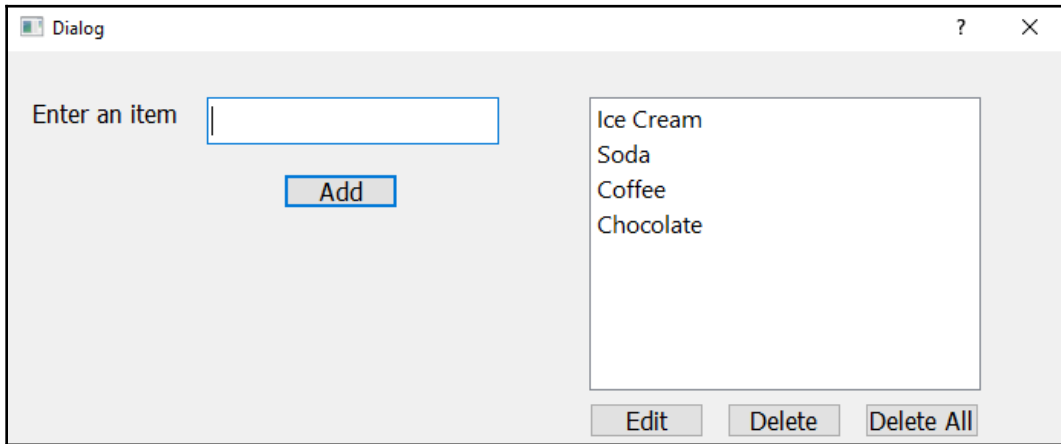 Dialog
?
Enter an item
Add
Ice Cream
Soda
Coffee
Chocolate
Edit Delete Delete All